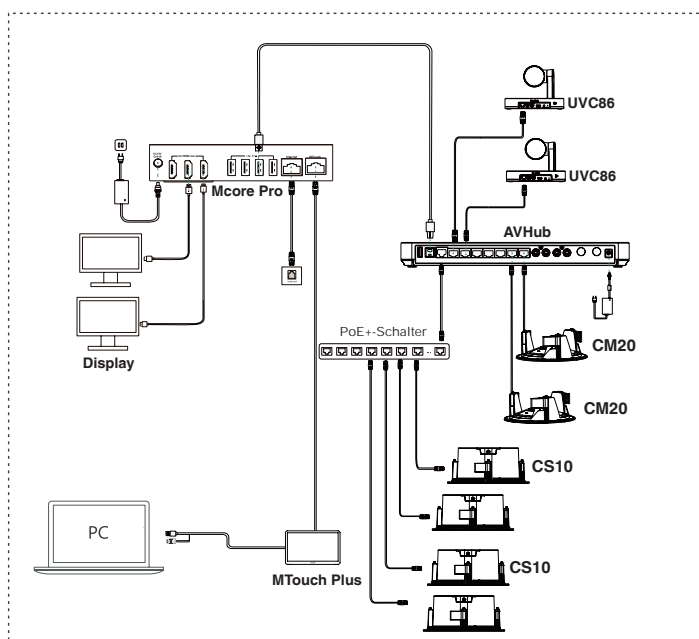 UVC86
UVC86
Mcore Pro
AVHub
PoE+-Schalter
Display
CM20
CM20
CS10
PC
CS10
MTouch Plus